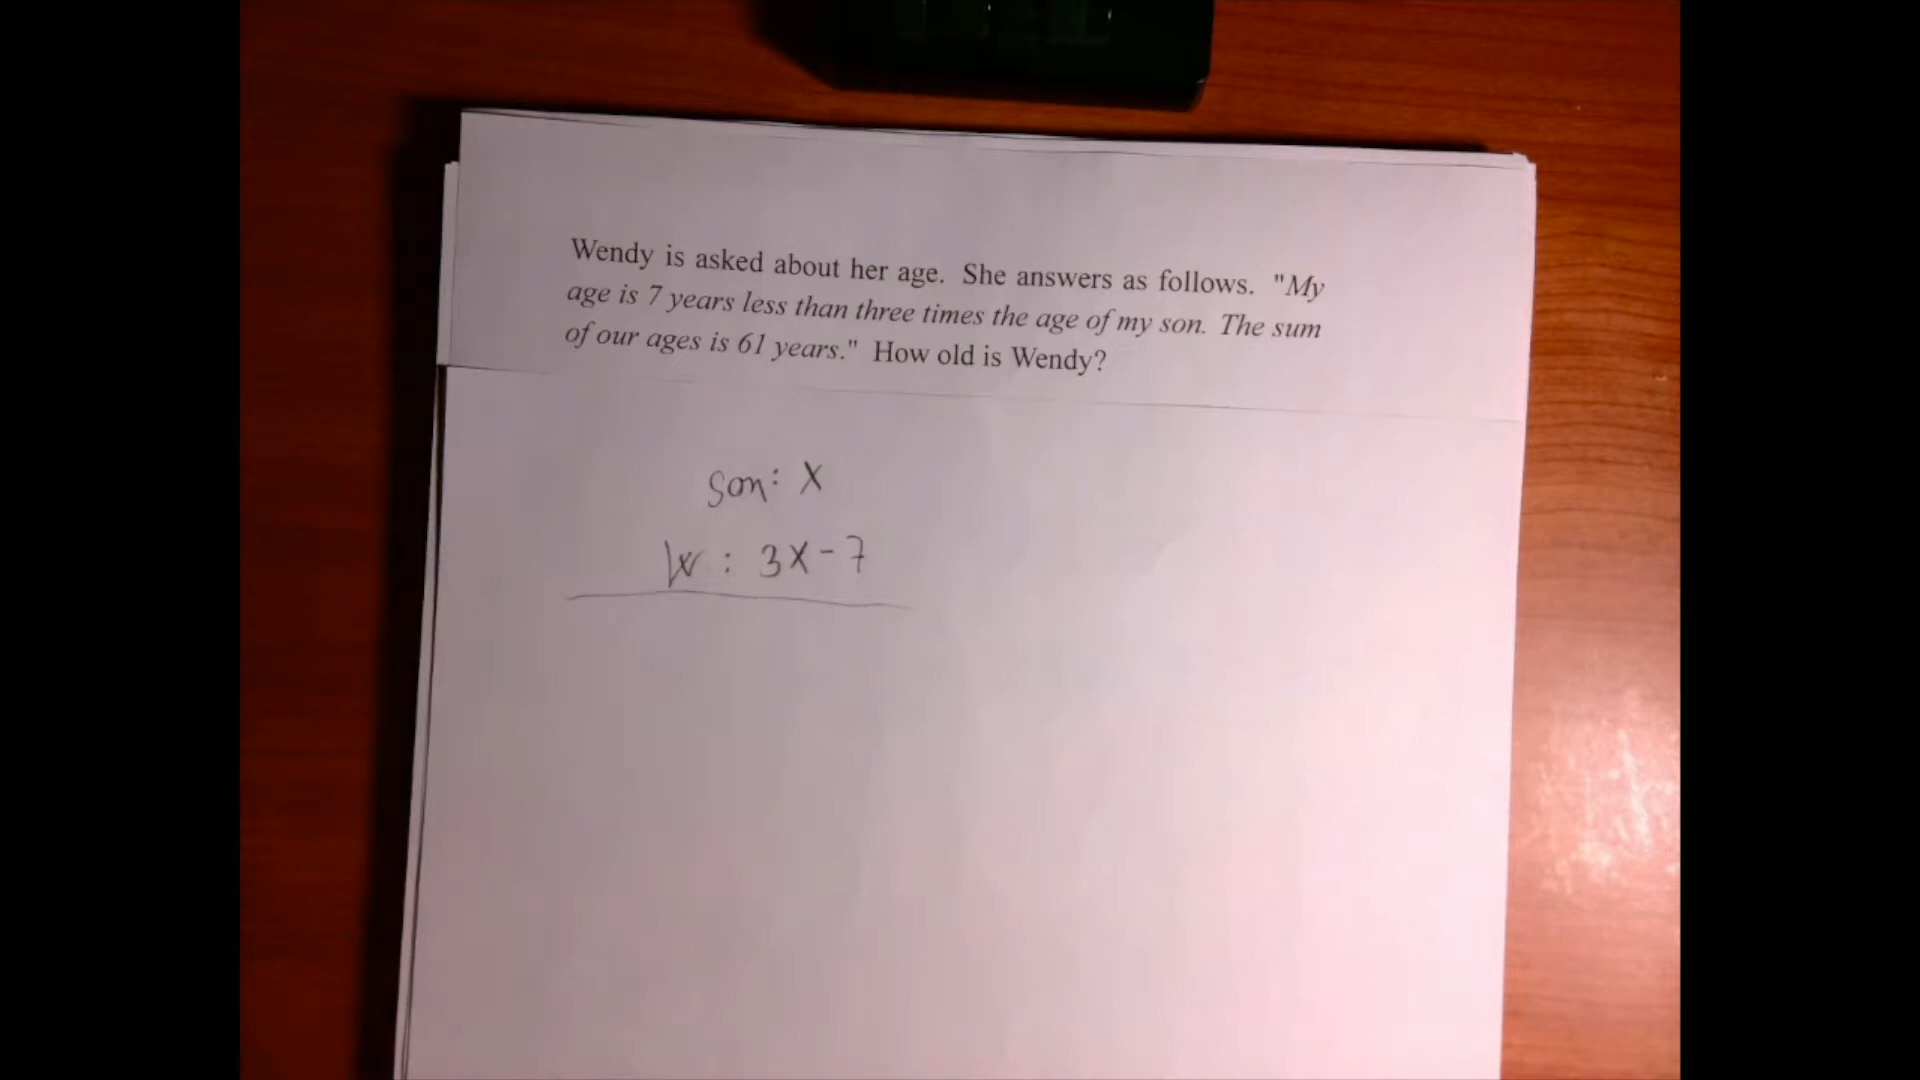 Wendy is asked about her age. She answers as follows. "My
age is 7 years less than three times the age of my son. The sum
of our ages is 61 years." How old is Wendy?
Son: X
W : 3X-7